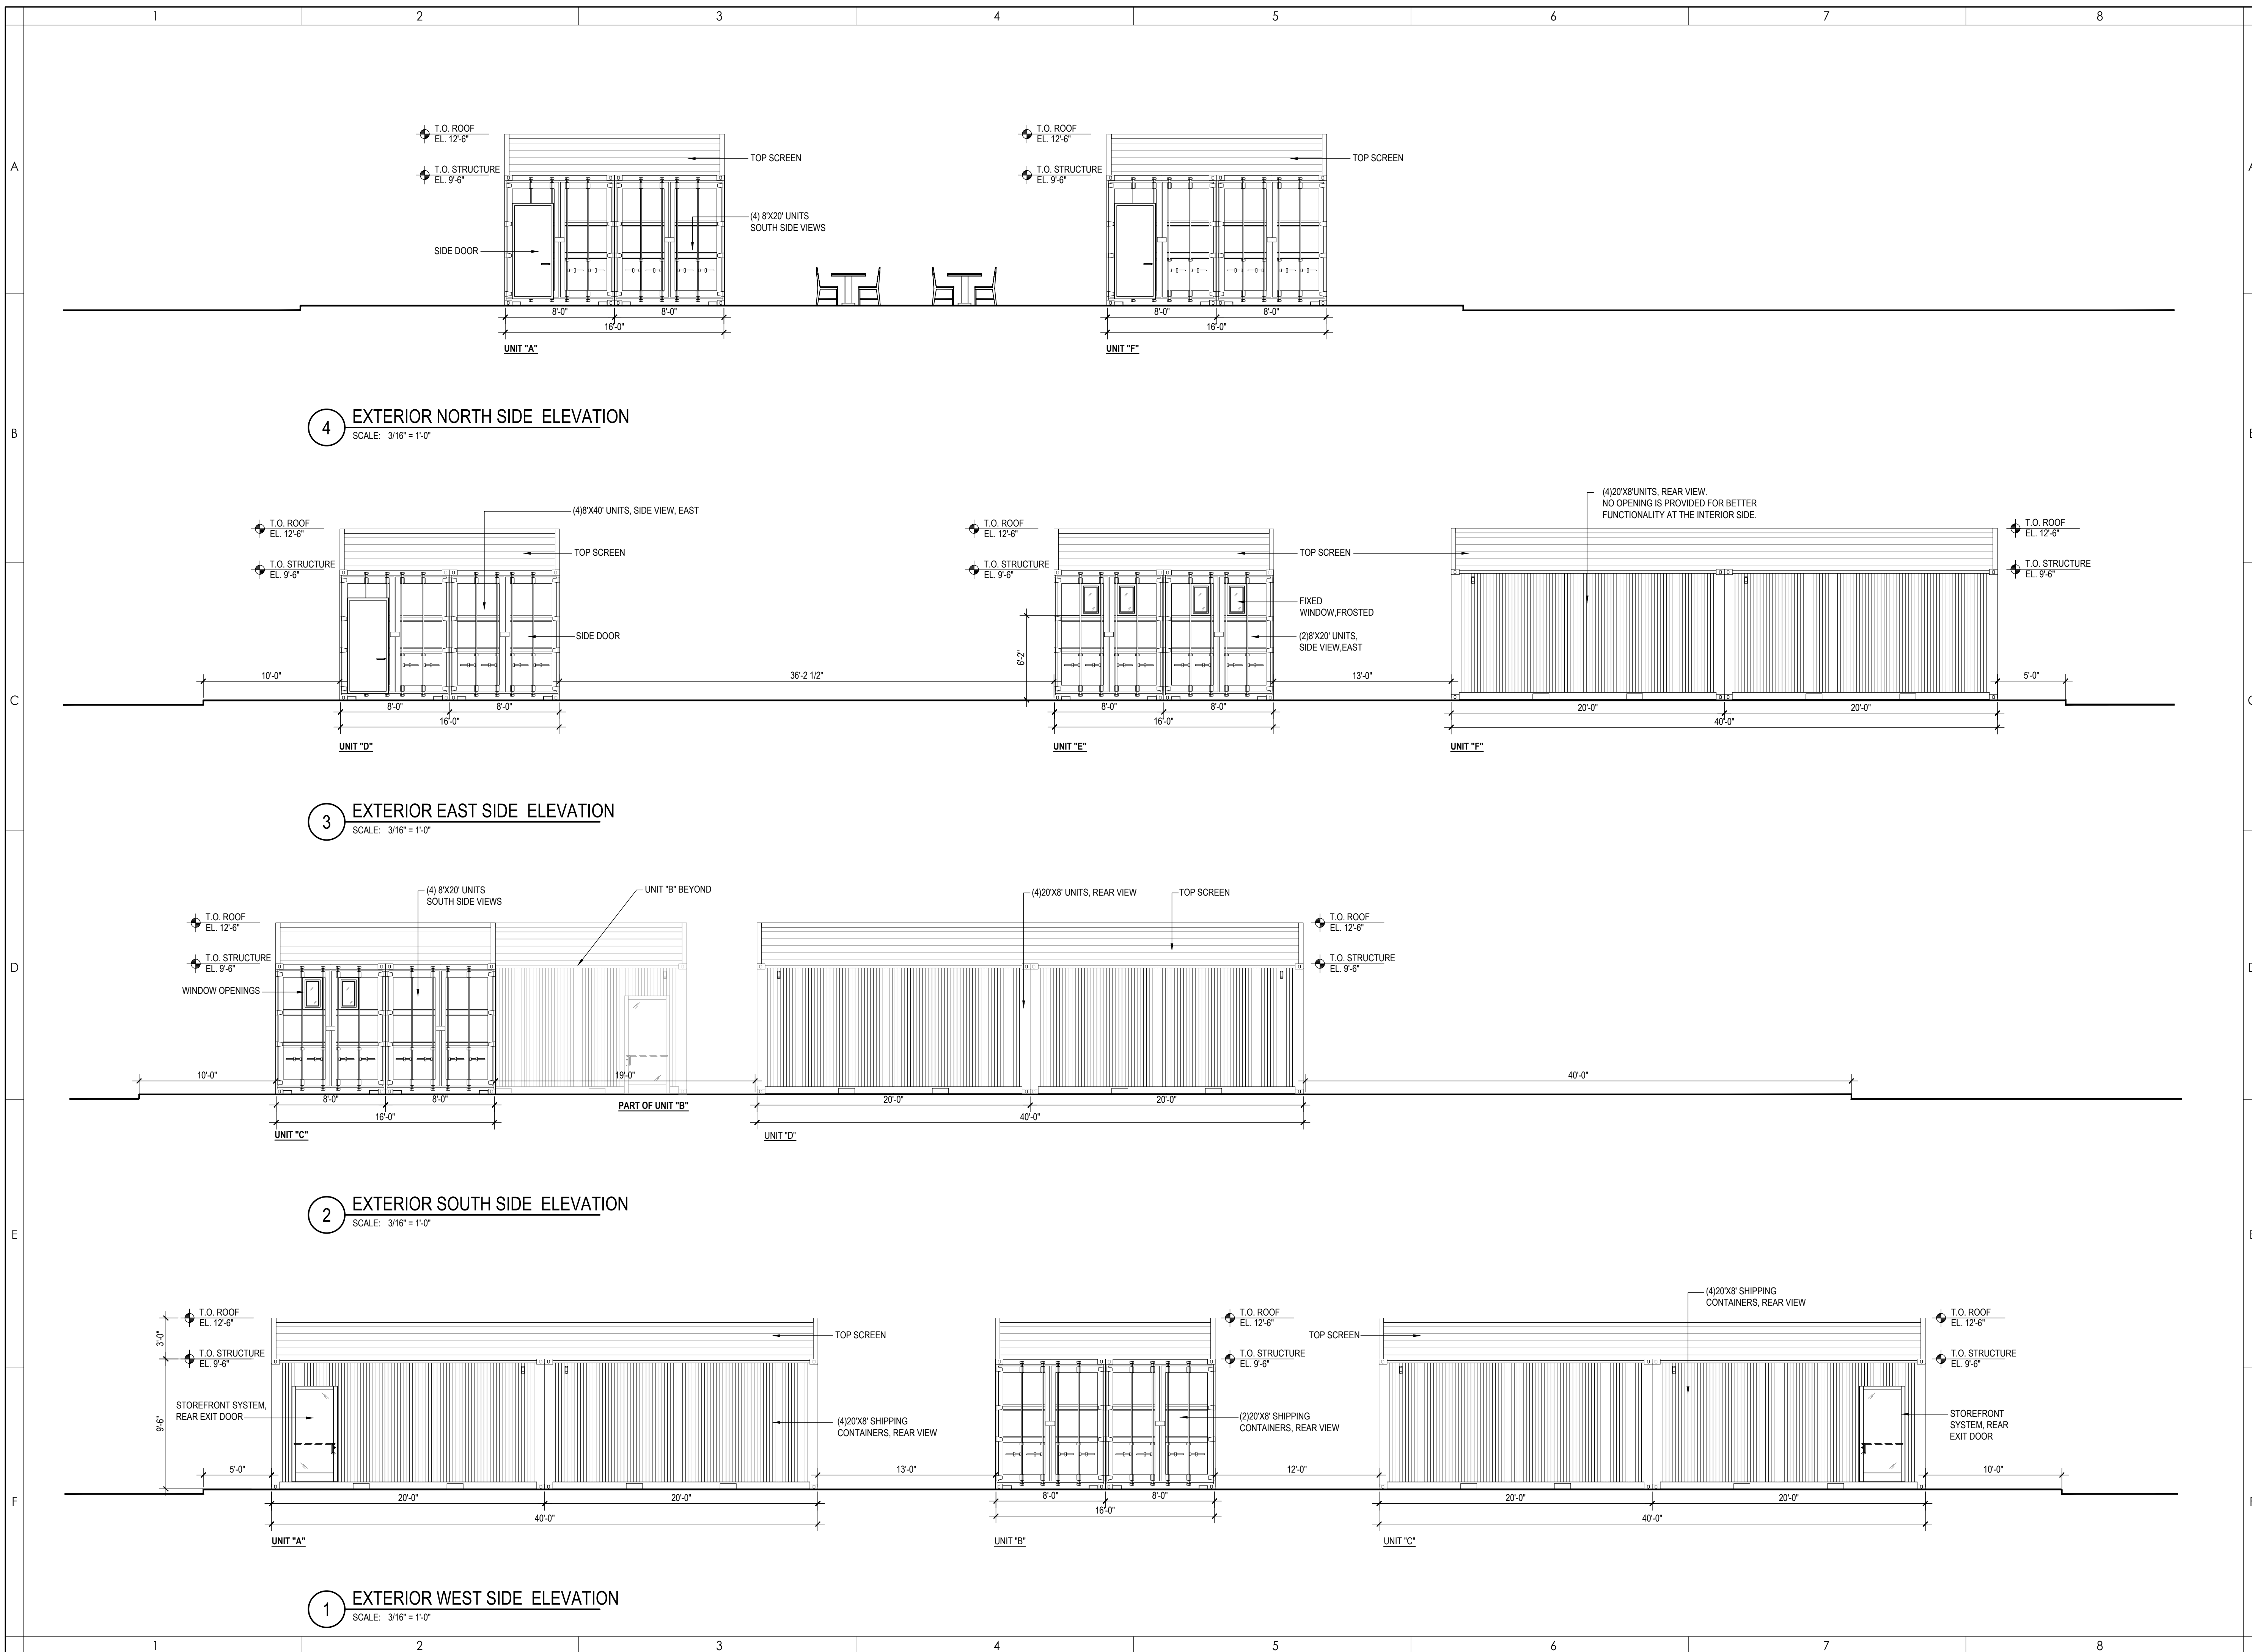 1 2 3 4 5 6 7 8
A
T.O. ROOF
EL. 12'-6"
T.O. STRUCTURE
EL. 9'-6"
TOP SCREEN
(4) 8'X20' UNITS
SOUTH SIDE VIEWS
SIDE DOOR
8'-0" 8'-0"
16'-0"
UNIT "A"
T.O. ROOF
EL. 12'-6"
T.O. STRUCTURE
EL. 9'-6"
TOP SCREEN
8'-0" 8'-0"
16'-0"
UNIT "F"
B
4 EXTERIOR NORTH SIDE ELEVATION
SCALE: 3/16" = 1'-0"
T.O. ROOF
EL. 12'-6"
T.O. STRUCTURE
EL. 9'-6"
(4)8'X40' UNITS, SIDE VIEW, EAST
TOP SCREEN
SIDE DOOR
C
10'-0"
8'-0" 8'-0"
16'-0"
UNIT "D"
36'-2 1/2"
T.O. ROOF
EL. 12'-6"
T.O. STRUCTURE
EL. 9'-6"
TOP SCREEN
FIXED
WINDOW,FROSTED
(2)8'X20' UNITS,
SIDE VIEW,EAST
6'-2"
8'-0" 8'-0"
16'-0"
UNIT "E"
13'-0"
(4)20'X8'UNITS, REAR VIEW.
NO OPENING IS PROVIDED FOR BETTER
FUNCTIONALITY AT THE INTERIOR SIDE.
T.O. ROOF
EL. 12'-6"
T.O. STRUCTURE
EL. 9'-6"
5'-0"
20'-0" 20'-0"
40'-0"
UNIT "F"
3 EXTERIOR EAST SIDE ELEVATION
SCALE: 3/16" = 1'-0"
D
T.O. ROOF
EL. 12'-6"
T.O. STRUCTURE
EL. 9'-6"
WINDOW OPENINGS
(4) 8'X20' UNITS
SOUTH SIDE VIEWS
UNIT "B" BEYOND
10'-0"
8'-0" 8'-0"
16'-0"
UNIT "C"
19'-0"
PART OF UNIT "B"
(4)20'X8' UNITS, REAR VIEW
TOP SCREEN
T.O. ROOF
EL. 12'-6"
T.O. STRUCTURE
EL. 9'-6"
20'-0" 20'-0"
40'-0"
UNIT "D"
40'-0"
E
2 EXTERIOR SOUTH SIDE ELEVATION
SCALE: 3/16" = 1'-0"
3'-0"
9'-6"
T.O. ROOF
EL. 12'-6"
T.O. STRUCTURE
EL. 9'-6"
STOREFRONT SYSTEM,
REAR EXIT DOOR
TOP SCREEN
(4)20'X8' SHIPPING
CONTAINERS, REAR VIEW
F
5'-0"
20'-0" 20'-0"
40'-0"
UNIT "A"
13'-0"
T.O. ROOF
EL. 12'-6"
T.O. STRUCTURE
EL. 9'-6"
(2)20'X8' SHIPPING
CONTAINERS, REAR VIEW
8'-0" 8'-0"
16'-0"
UNIT "B"
12'-0"
TOP SCREEN
(4)20'X8' SHIPPING
CONTAINERS, REAR VIEW
T.O. ROOF
EL. 12'-6"
T.O. STRUCTURE
EL. 9'-6"
STOREFRONT
SYSTEM, REAR
EXIT DOOR
20'-0" 20'-0"
40'-0"
UNIT "C"
10'-0"
1 EXTERIOR WEST SIDE ELEVATION
SCALE: 3/16" = 1'-0"
1 2 3 4 5 6 7 8